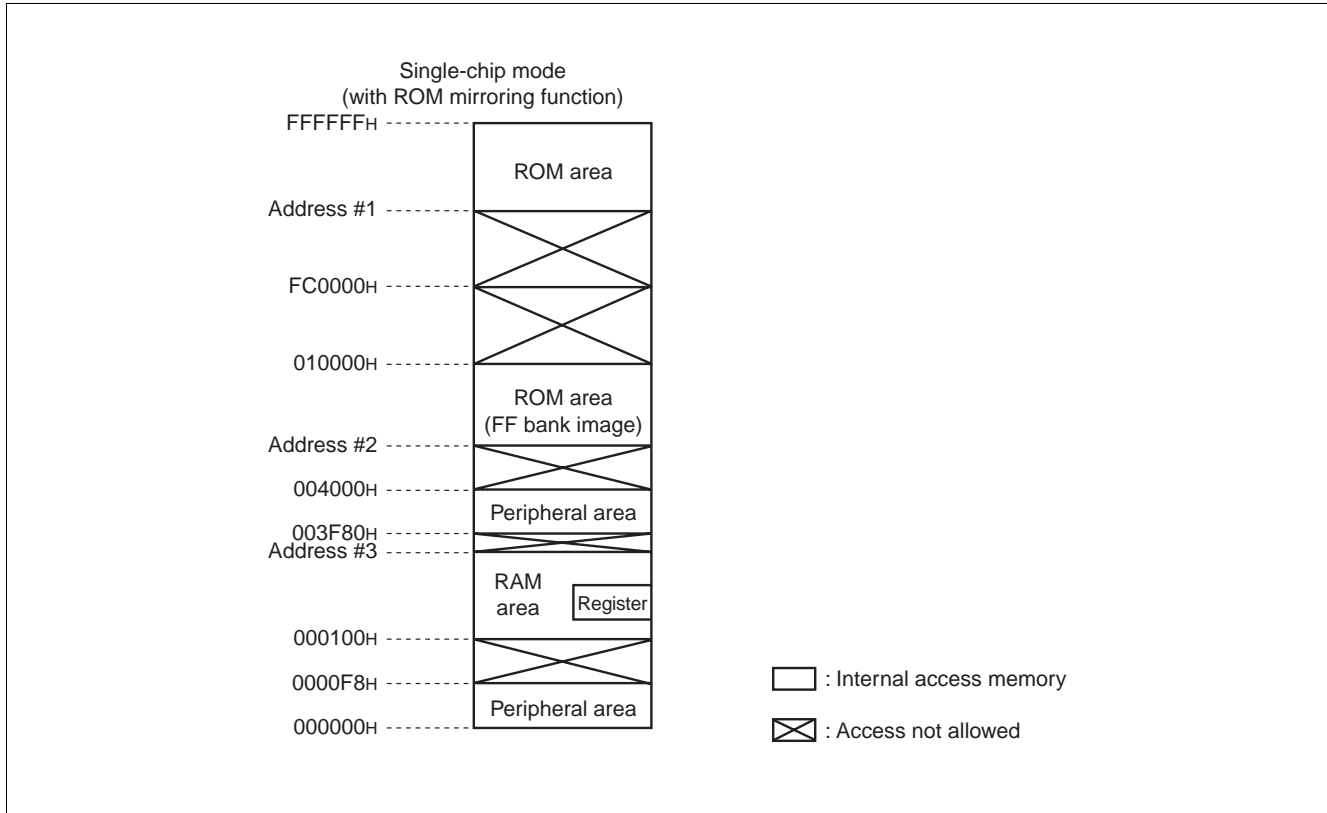 Single-chip mode
(with ROM mirroring function)
FFFFFFH
ROM area
Address #1
FC0000H
010000H
ROM area
(FF bank image)
Address #2
004000H
Peripheral area
003F80H
Address #3
RAM
area
Register
000100H
0000F8H
Peripheral area
000000H
: Internal access memory
: Access not allowed